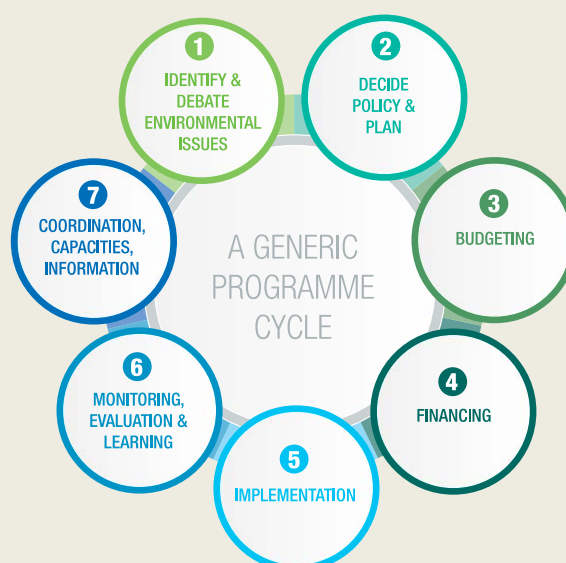 1
IDENTIFY &
DEBATE
ENVIRONMENTAL
ISSUES
2
DECIDE
POLICY &
PLAN
3
BUDGETING
4
FINANCING
5
IMPLEMENTATION
6
MONITORING,
EVALUATION &
LEARNING
7
COORDINATION,
CAPACITIES,
INFORMATION
A GENERIC
PROGRAMME
CYCLE